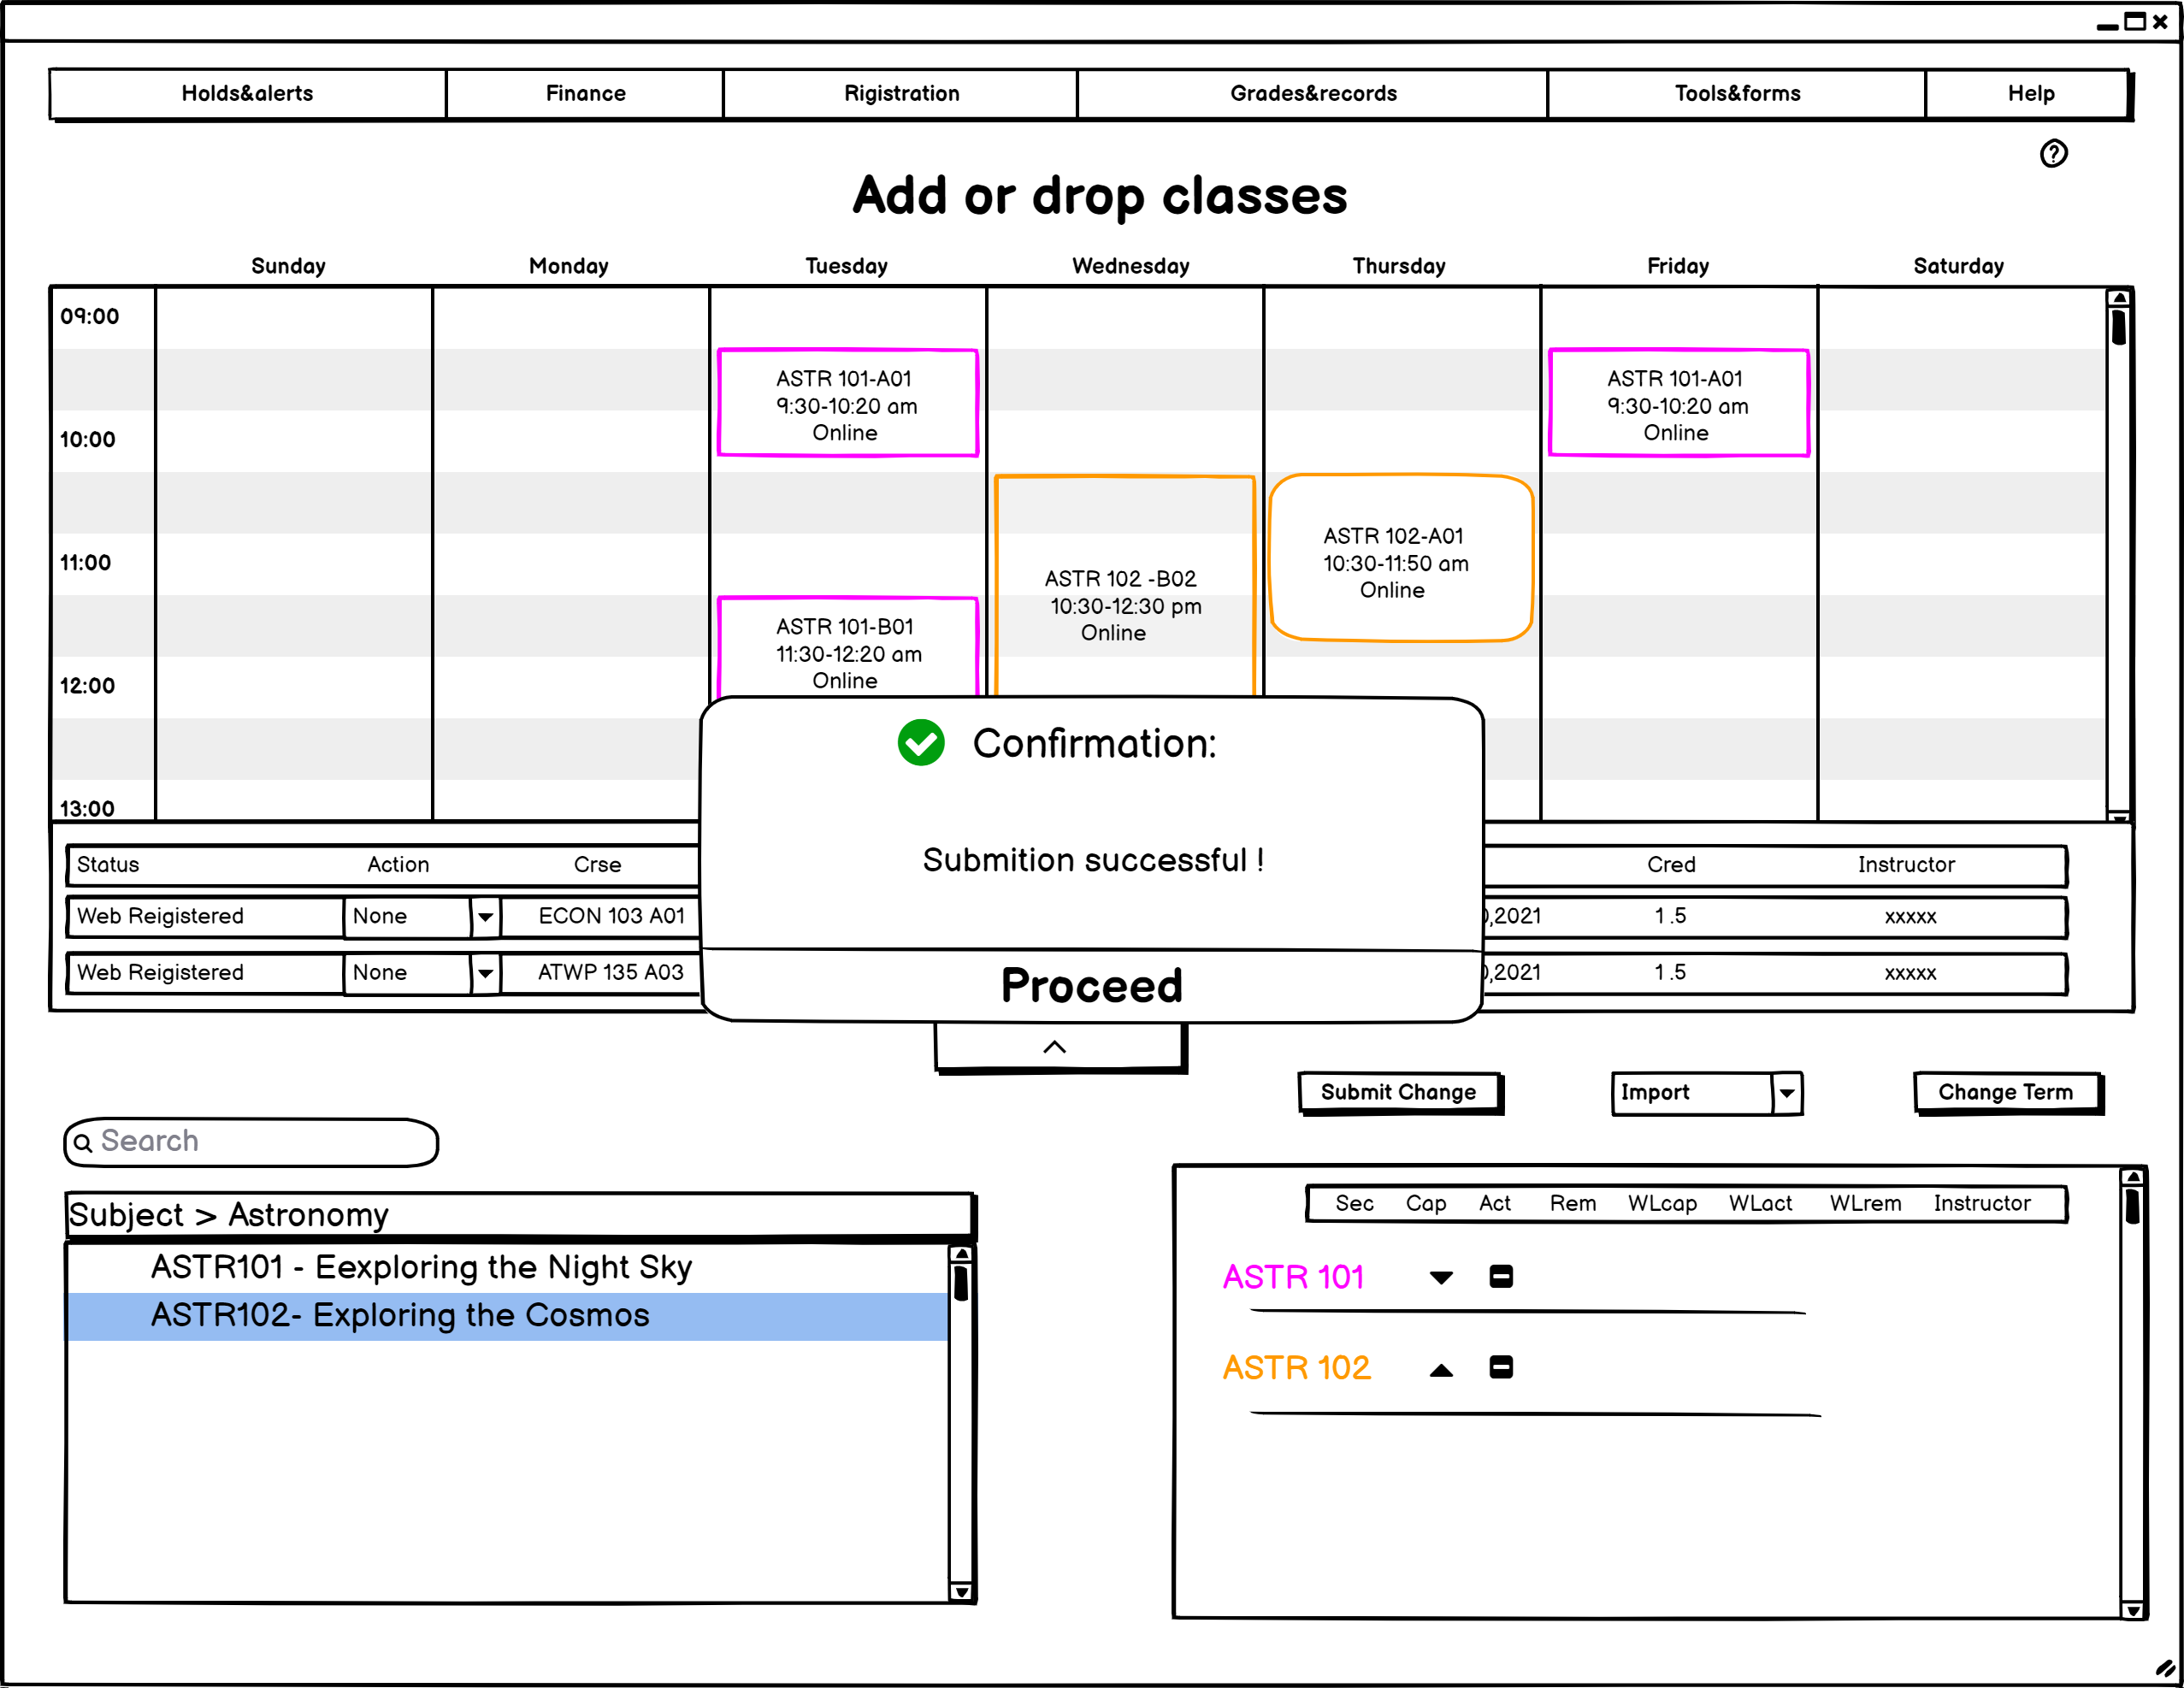 Holds&alerts Finance Rigistration Grades&records Tools&forms Help
?
Add or drop classes
Sunday Monday Tuesday Wednesday Thursday Friday Saturday
09:00
ASTR 101-A01
9:30-10:20 am
Online
ASTR 101-A01
9:30-10:20 am
Online
10:00
ASTR 102 -B02
10:30-12:30 pm
Online
ASTR 102-A01
10:30-11:50 am
Online
11:00
ASTR 101-B01
11:30-12:20 am
Online
12:00
13:00
Confirmation:
Submition successful !
Proceed
Status Action Crse Cred Instructor
Web Reigistered None ECON 103 A01 ,2021 1.5 xxxxx
Web Reigistered None ATWP 135 A03 ,2021 1.5 xxxxx
Submit Change Import Change Term
Search
Subject > Astronomy
ASTR101 - Eexploring the Night Sky
ASTR102- Exploring the Cosmos
Sec Cap Act Rem WLcap WLact WLrem Instructor
ASTR 101
ASTR 102